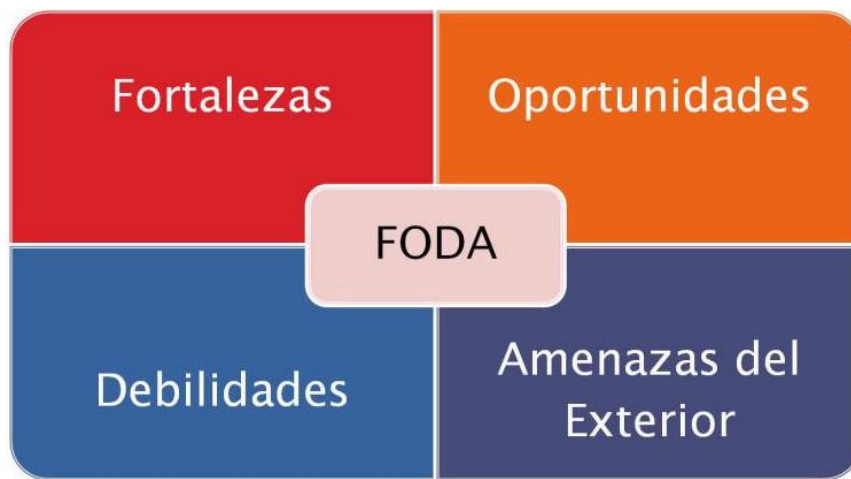 Fortalezas
Oportunidades
FODA
Debilidades
Amenazas del
Exterior